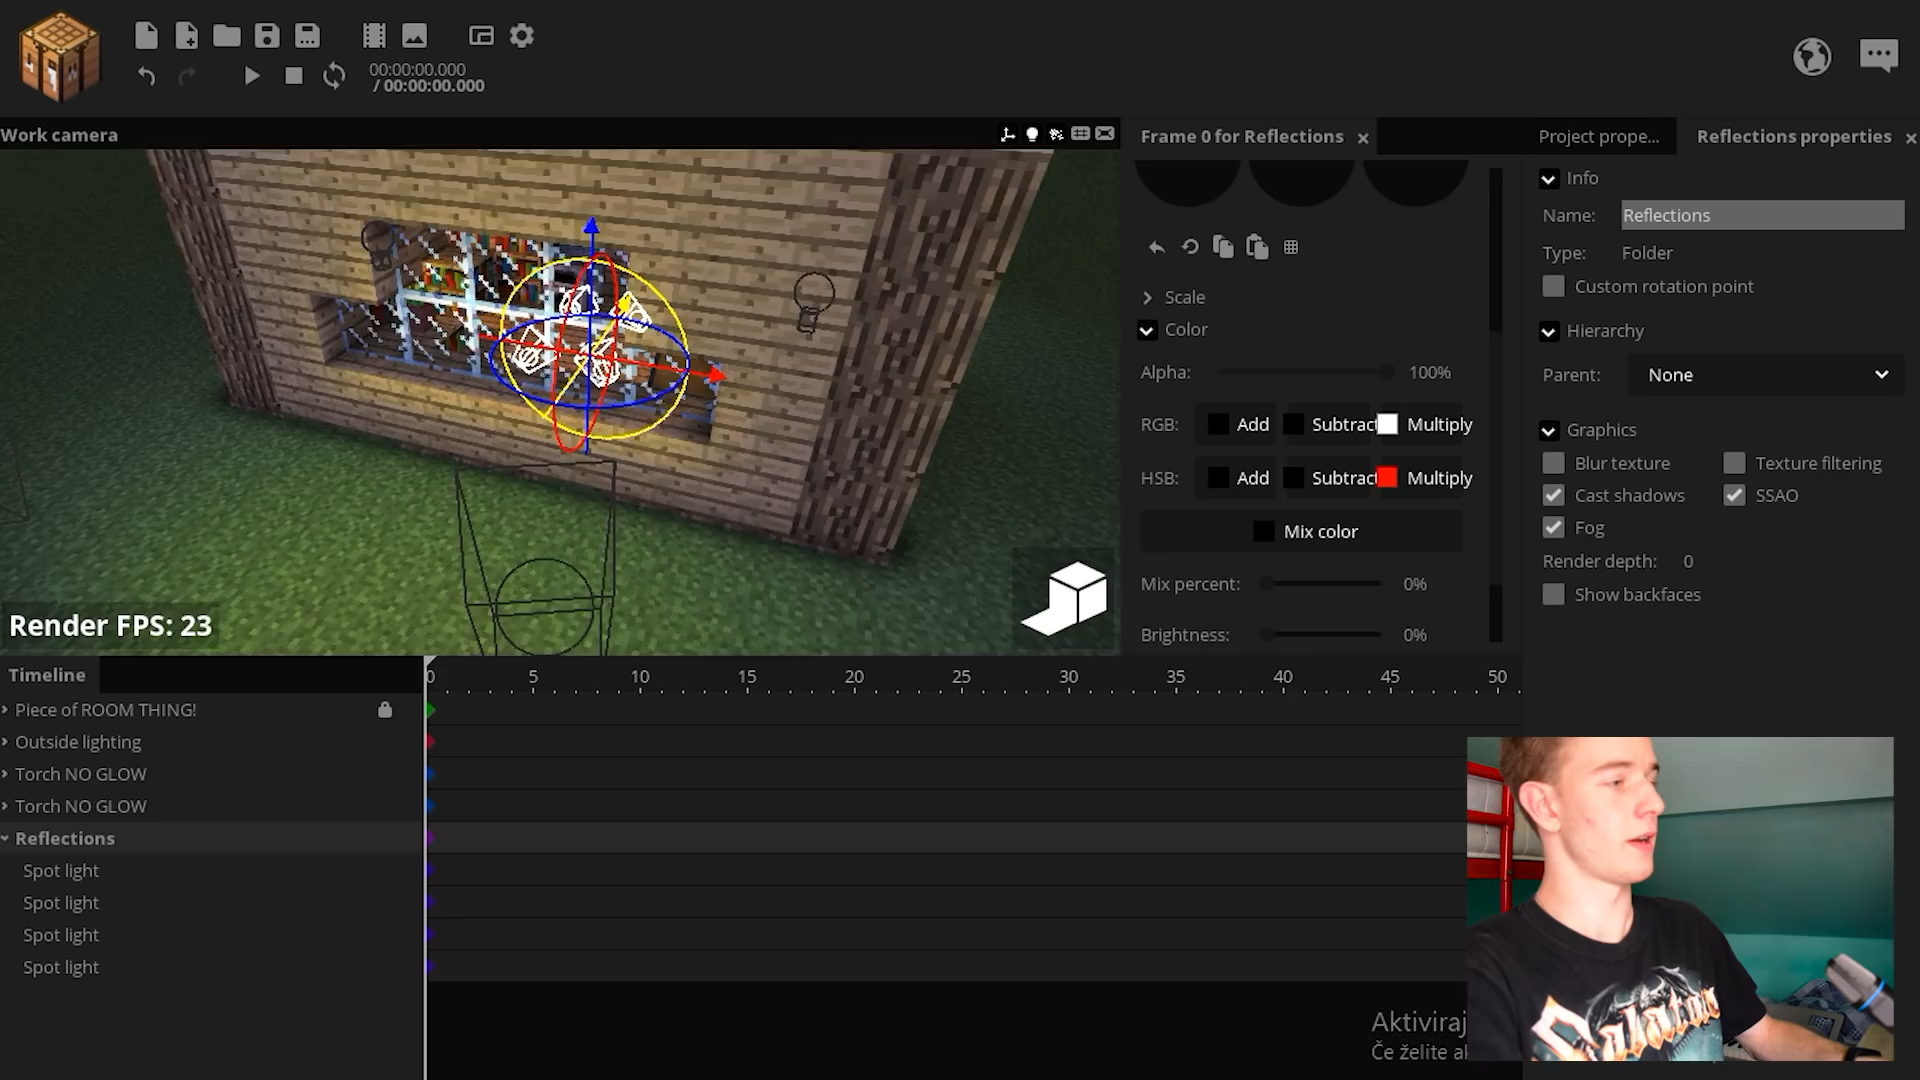 00:00:00.000
/ 00:00:00.000
Work camera
Frame 0 for Reflections
Project prope...
Reflections properties
Info
Name: Reflections
Type: Folder
Custom rotation point
Hierarchy
Parent: None
Graphics
Blur texture Texture filtering
Cast shadows SSAO
Fog
Render depth: 0
Show backfaces
Scale
Color
Alpha: 100%
RGB: Add Subtract Multiply
HSB: Add Subtract Multiply
Mix color
Mix percent: 0%
Brightness: 0%
Render FPS: 23
Timeline
0 5 10 15 20 25 30 35 40 45 50
Piece of ROOM THING!
Outside lighting
Torch NO GLOW
Torch NO GLOW
Reflections
Spot light
Spot light
Spot light
Spot light
Aktiviraj
Če želite
Sabaton